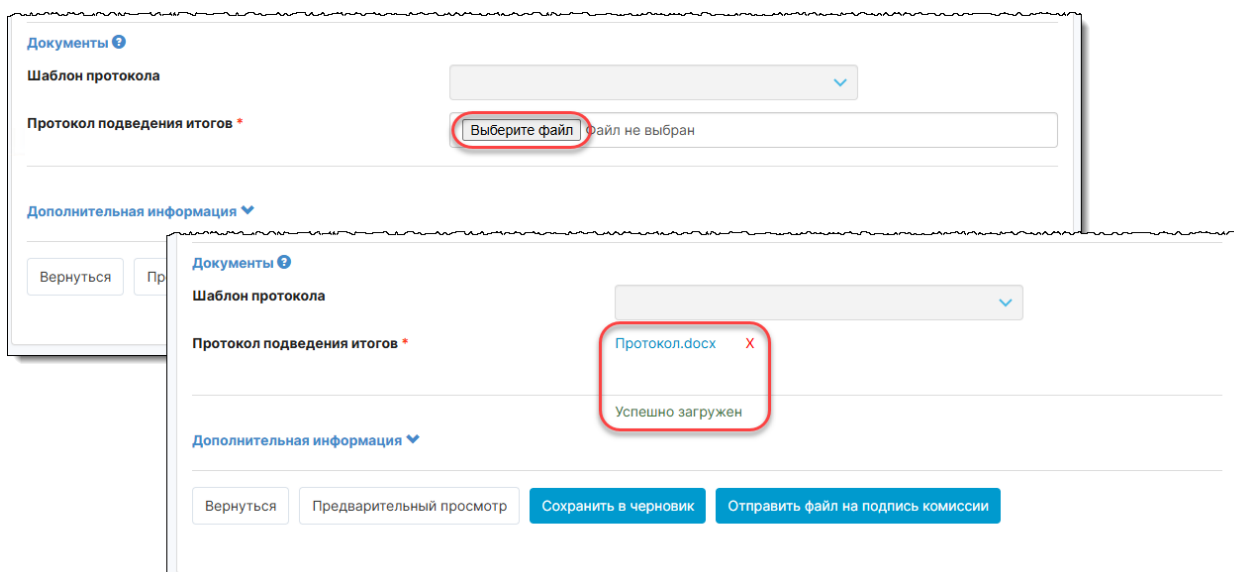 Документы ?
Шаблон протокола
Протокол подведения итогов *
Выберите файл Файл не выбран
Дополнительная информация
Вернуться Пр
Документы ?
Шаблон протокола
Протокол подведения итогов *
Протокол.docx X
Успешно загружен
Дополнительная информация
Вернуться Предварительный просмотр Сохранить в черновик Отправить файл на подпись комиссии